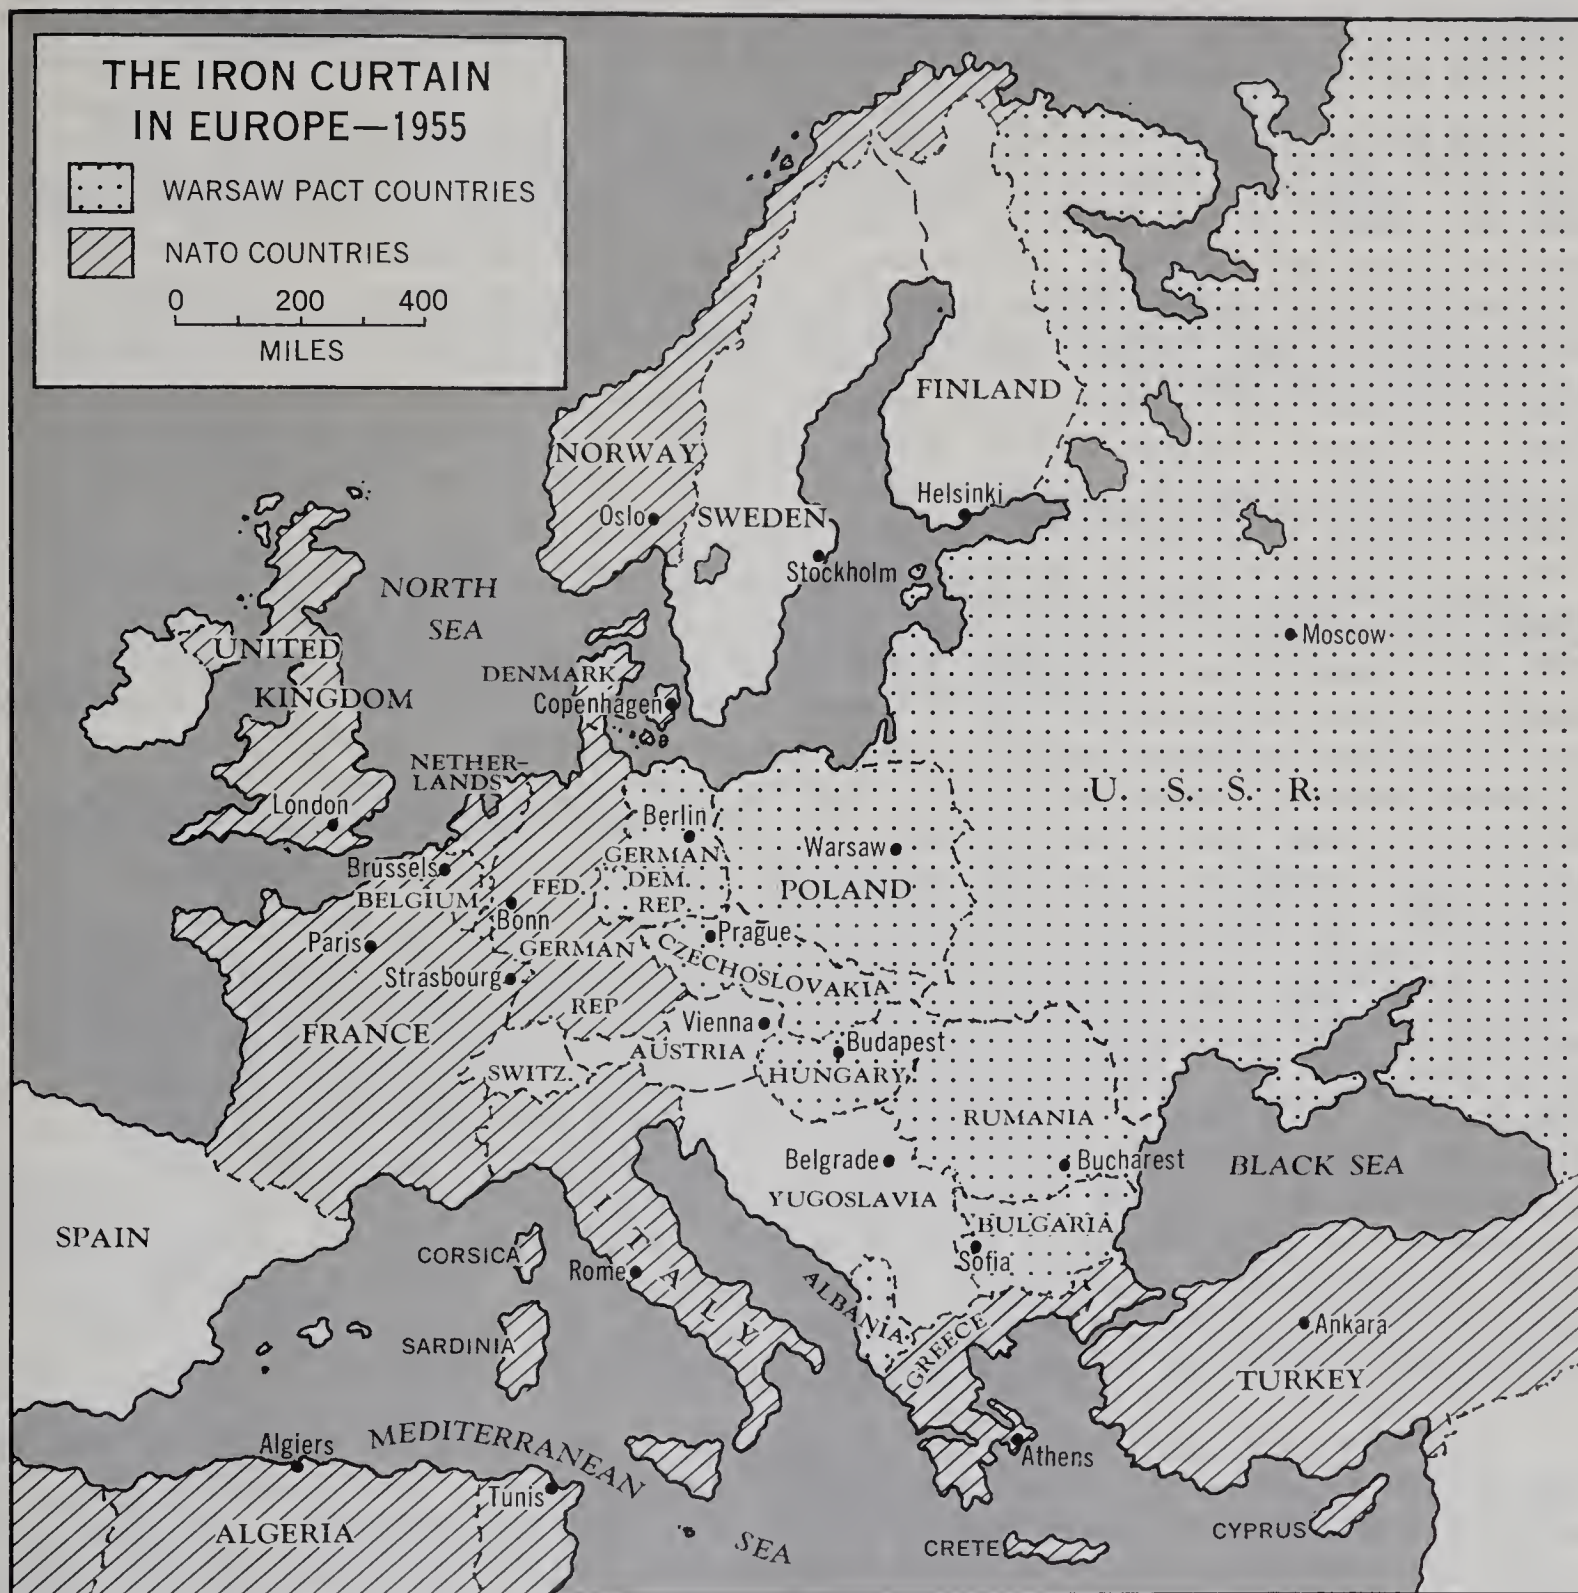 THE IRON CURTAIN
IN EUROPE—1955
WARSAW PACT COUNTRIES
NATO COUNTRIES
0 200 400
MILES
FINLAND
NORWAY
Helsinki
Oslo
SWEDEN
Stockholm
NORTH
SEA
Moscow
UNITED
KINGDOM
DENMARK
Copenhagen
NETHER-
LANDS
U. S. S. R.
London
Berlin
Warsaw
GERMAN
DEM.
REP.
POLAND
Brussels
BELGIUM
FED.
Bonn
GERMAN
REP
Prague
CZECHOSLOVAKIA
Paris
Strasbourg
FRANCE
Vienna
AUSTRIA
Budapest
HUNGARY
SWITZ.
RUMANIA
Belgrade
Bucharest
BLACK SEA
YUGOSLAVIA
SPAIN
BULGARIA
Sofia
CORSICA
ITALY
Rome
ALBANIA
GREECE
SARDINIA
Ankara
TURKEY
MEDITERRANEAN
SEA
Algiers
Athens
Tunis
ALGERIA
CRETE
CYPRUS